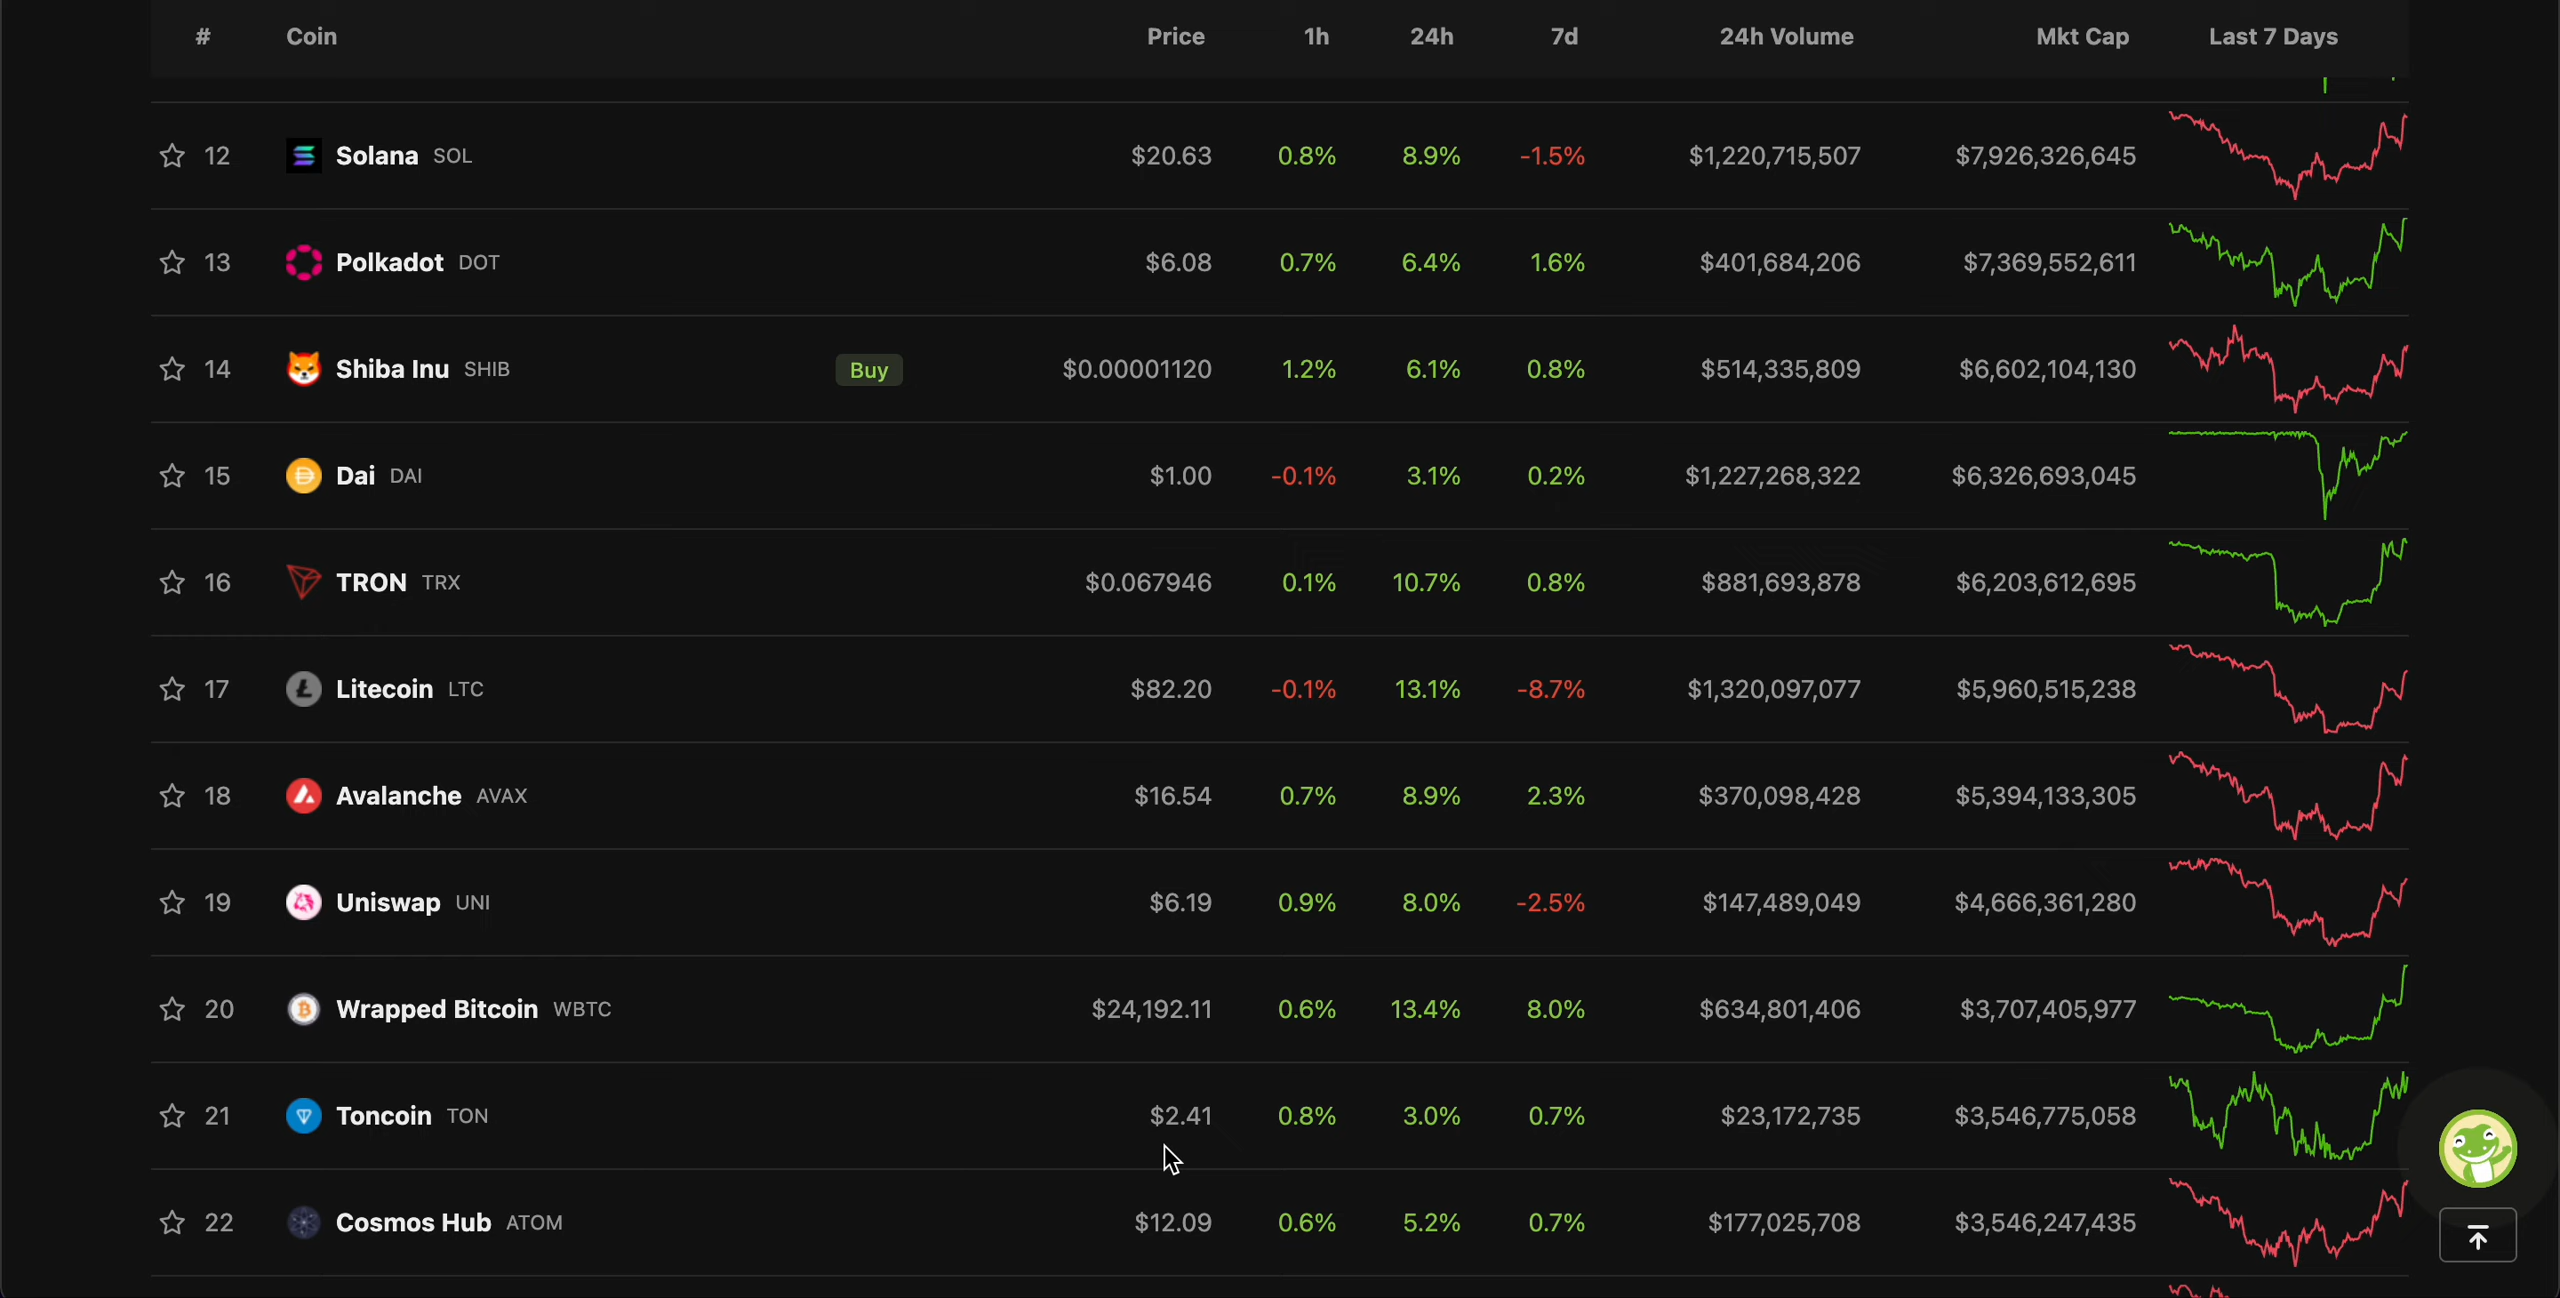 # Coin Price 1h 24h 7d 24h Volume Mkt Cap Last 7 Days
12 Solana SOL $20.63 0.8% 8.9% -1.5% $1,220,715,507 $7,926,326,645
13 Polkadot DOT $6.08 0.7% 6.4% 1.6% $401,684,206 $7,369,552,611
14 Shiba Inu SHIB Buy $0.00001120 1.2% 6.1% 0.8% $514,335,809 $6,602,104,130
15 Dai DAI $1.00 -0.1% 3.1% 0.2% $1,227,268,322 $6,326,693,045
16 TRON TRX $0.067946 0.1% 10.7% 0.8% $881,693,878 $6,203,612,695
17 Litecoin LTC $82.20 -0.1% 13.1% -8.7% $1,320,097,077 $5,960,515,238
18 Avalanche AVAX $16.54 0.7% 8.9% 2.3% $370,098,428 $5,394,133,305
19 Uniswap UNI $6.19 0.9% 8.0% -2.5% $147,489,049 $4,666,361,280
20 Wrapped Bitcoin WBTC $24,192.11 0.6% 13.4% 8.0% $634,801,406 $3,707,405,977
21 Toncoin TON $2.41 0.8% 3.0% 0.7% $23,172,735 $3,546,775,058
22 Cosmos Hub ATOM $12.09 0.6% 5.2% 0.7% $177,025,708 $3,546,247,435